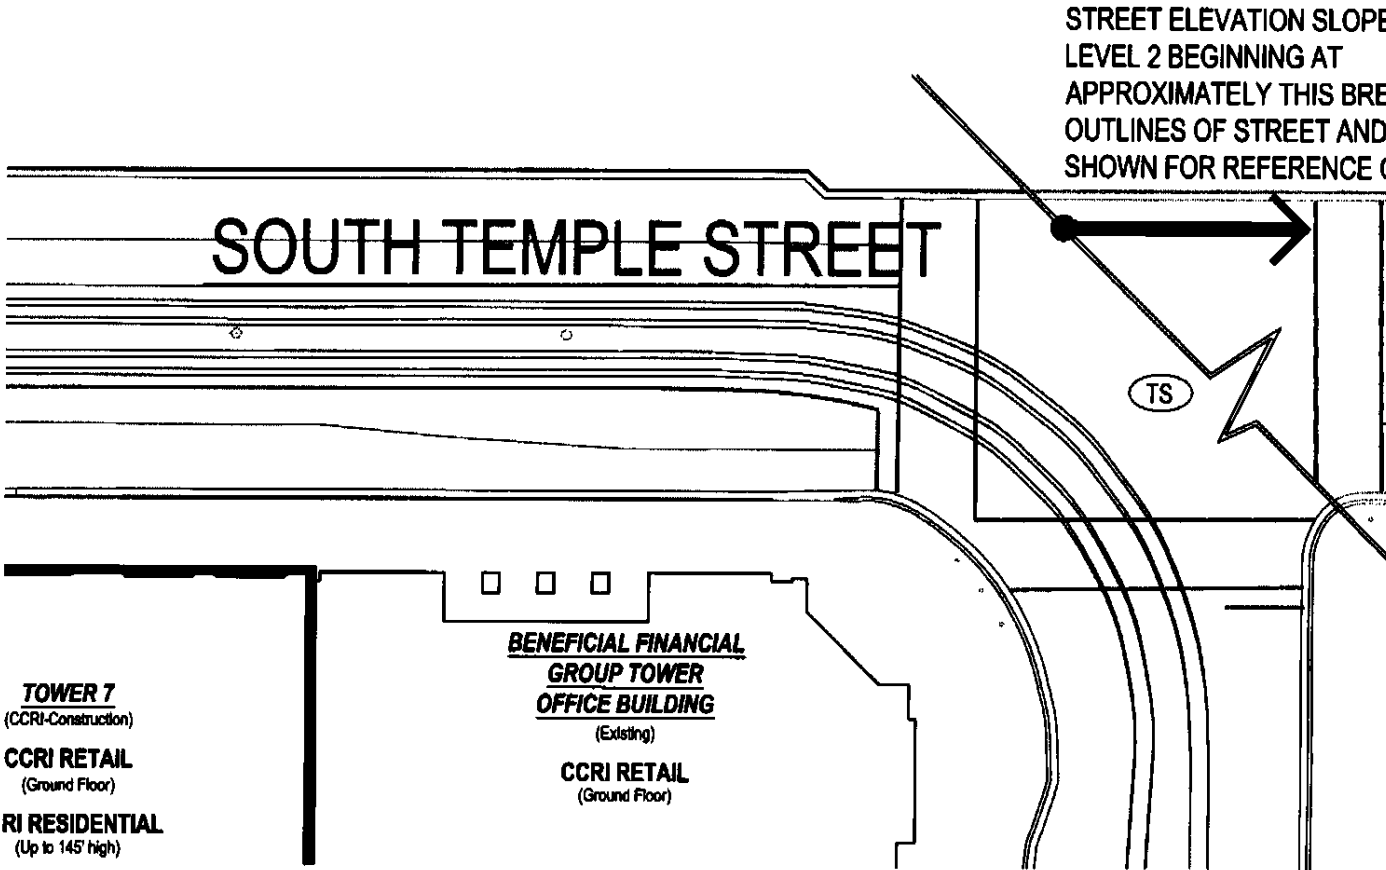 STREET ELEVATION SLOPE
LEVEL 2 BEGINNING AT
APPROXIMATELY THIS BRE
OUTLINES OF STREET AND
SHOWN FOR REFERENCE
SOUTH TEMPLE STREET
TS
BENEFICIAL FINANCIAL
GROUP TOWER
OFFICE BUILDING
(Existing)
CCRI RETAIL
(Ground Floor)
TOWER 7
(CCRI-Construction)
CCRI RETAIL
(Ground Floor)
RI RESIDENTIAL
(Up to 145' high)